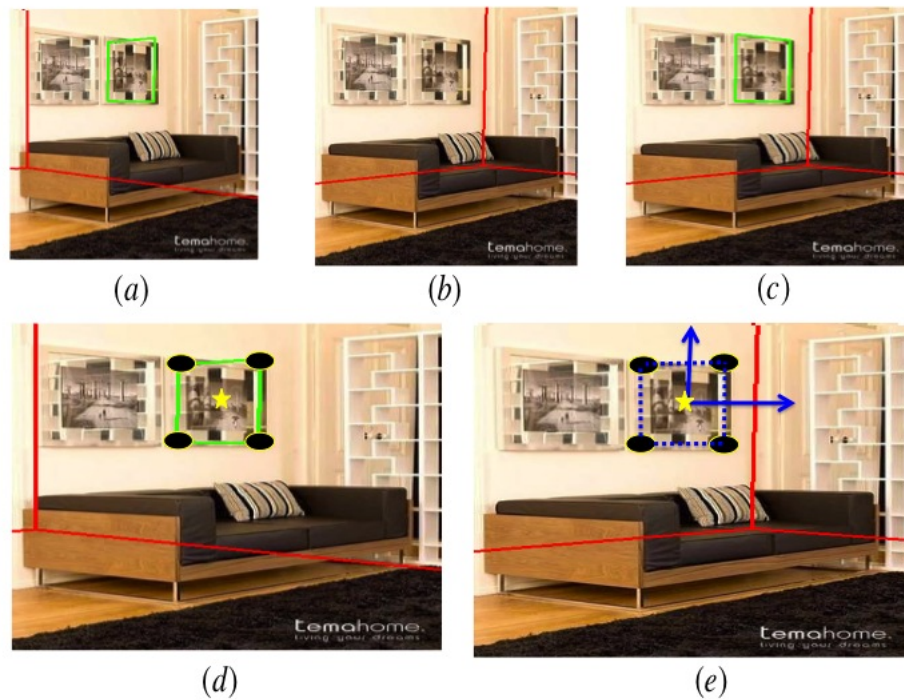 temahome.
living your dreams
temahome.
living your dreams
temahome.
living your dreams
(a)
(b)
(c)
temahome.
living your dreams
temahome.
living your dreams
(d)
(e)